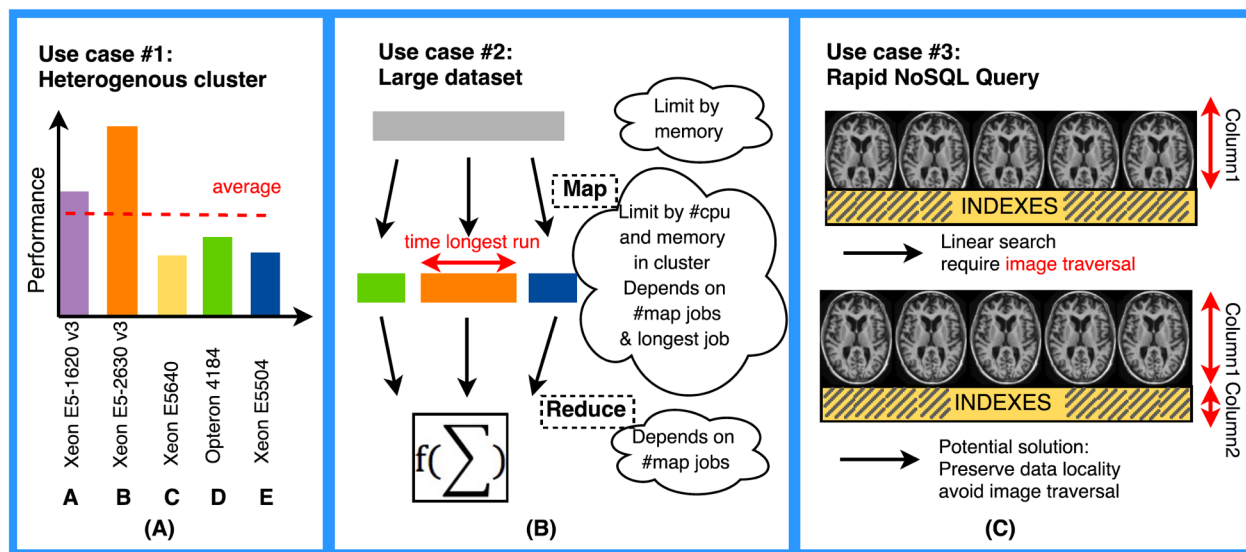 Use case #1:
Heterogenous cluster
Performance
average
Xeon E5-1620 v3
Xeon E5-2630 v3
Xeon E5640
Opteron 4184
Xeon E5504
A
B
C
D
E
(A)
Use case #2:
Large dataset
Limit by
memory
Map
time longest run
Limit by #cpu
and memory
in cluster
Depends on
#map jobs
& longest job
Reduce
f(∑)
Depends on
#map jobs
(B)
Use case #3:
Rapid NoSQL Query
Column1
INDEXES
Linear search
require image traversal
Column1
Column2
INDEXES
Potential solution:
Preserve data locality
avoid image traversal
(C)